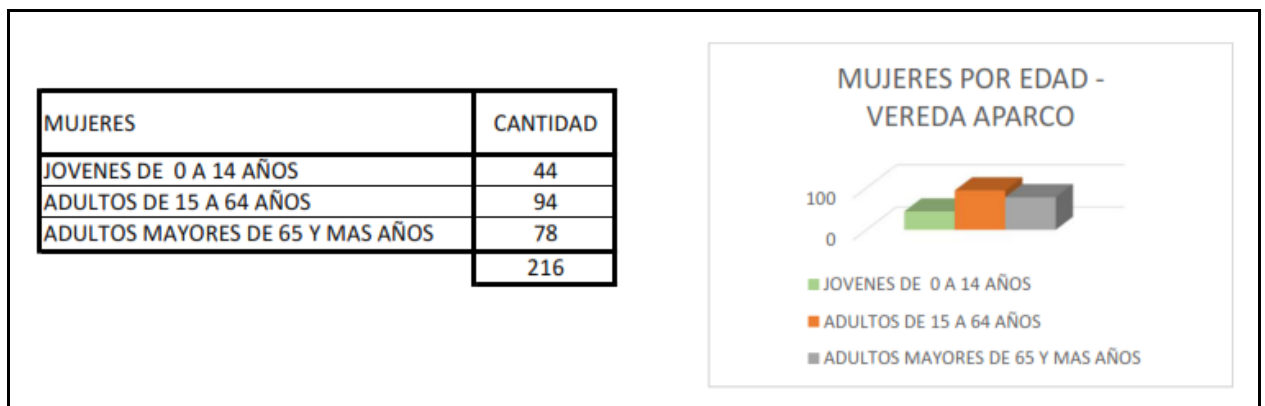 MUJERES CANTIDAD
JOVENES DE 0 A 14 AÑOS 44
ADULTOS DE 15 A 64 AÑOS 94
ADULTOS MAYORES DE 65 Y MAS AÑOS 78
216
MUJERES POR EDAD -
VEREDA APARCO
100
0
JOVENES DE 0 A 14 AÑOS
ADULTOS DE 15 A 64 AÑOS
ADULTOS MAYORES DE 65 Y MAS AÑOS